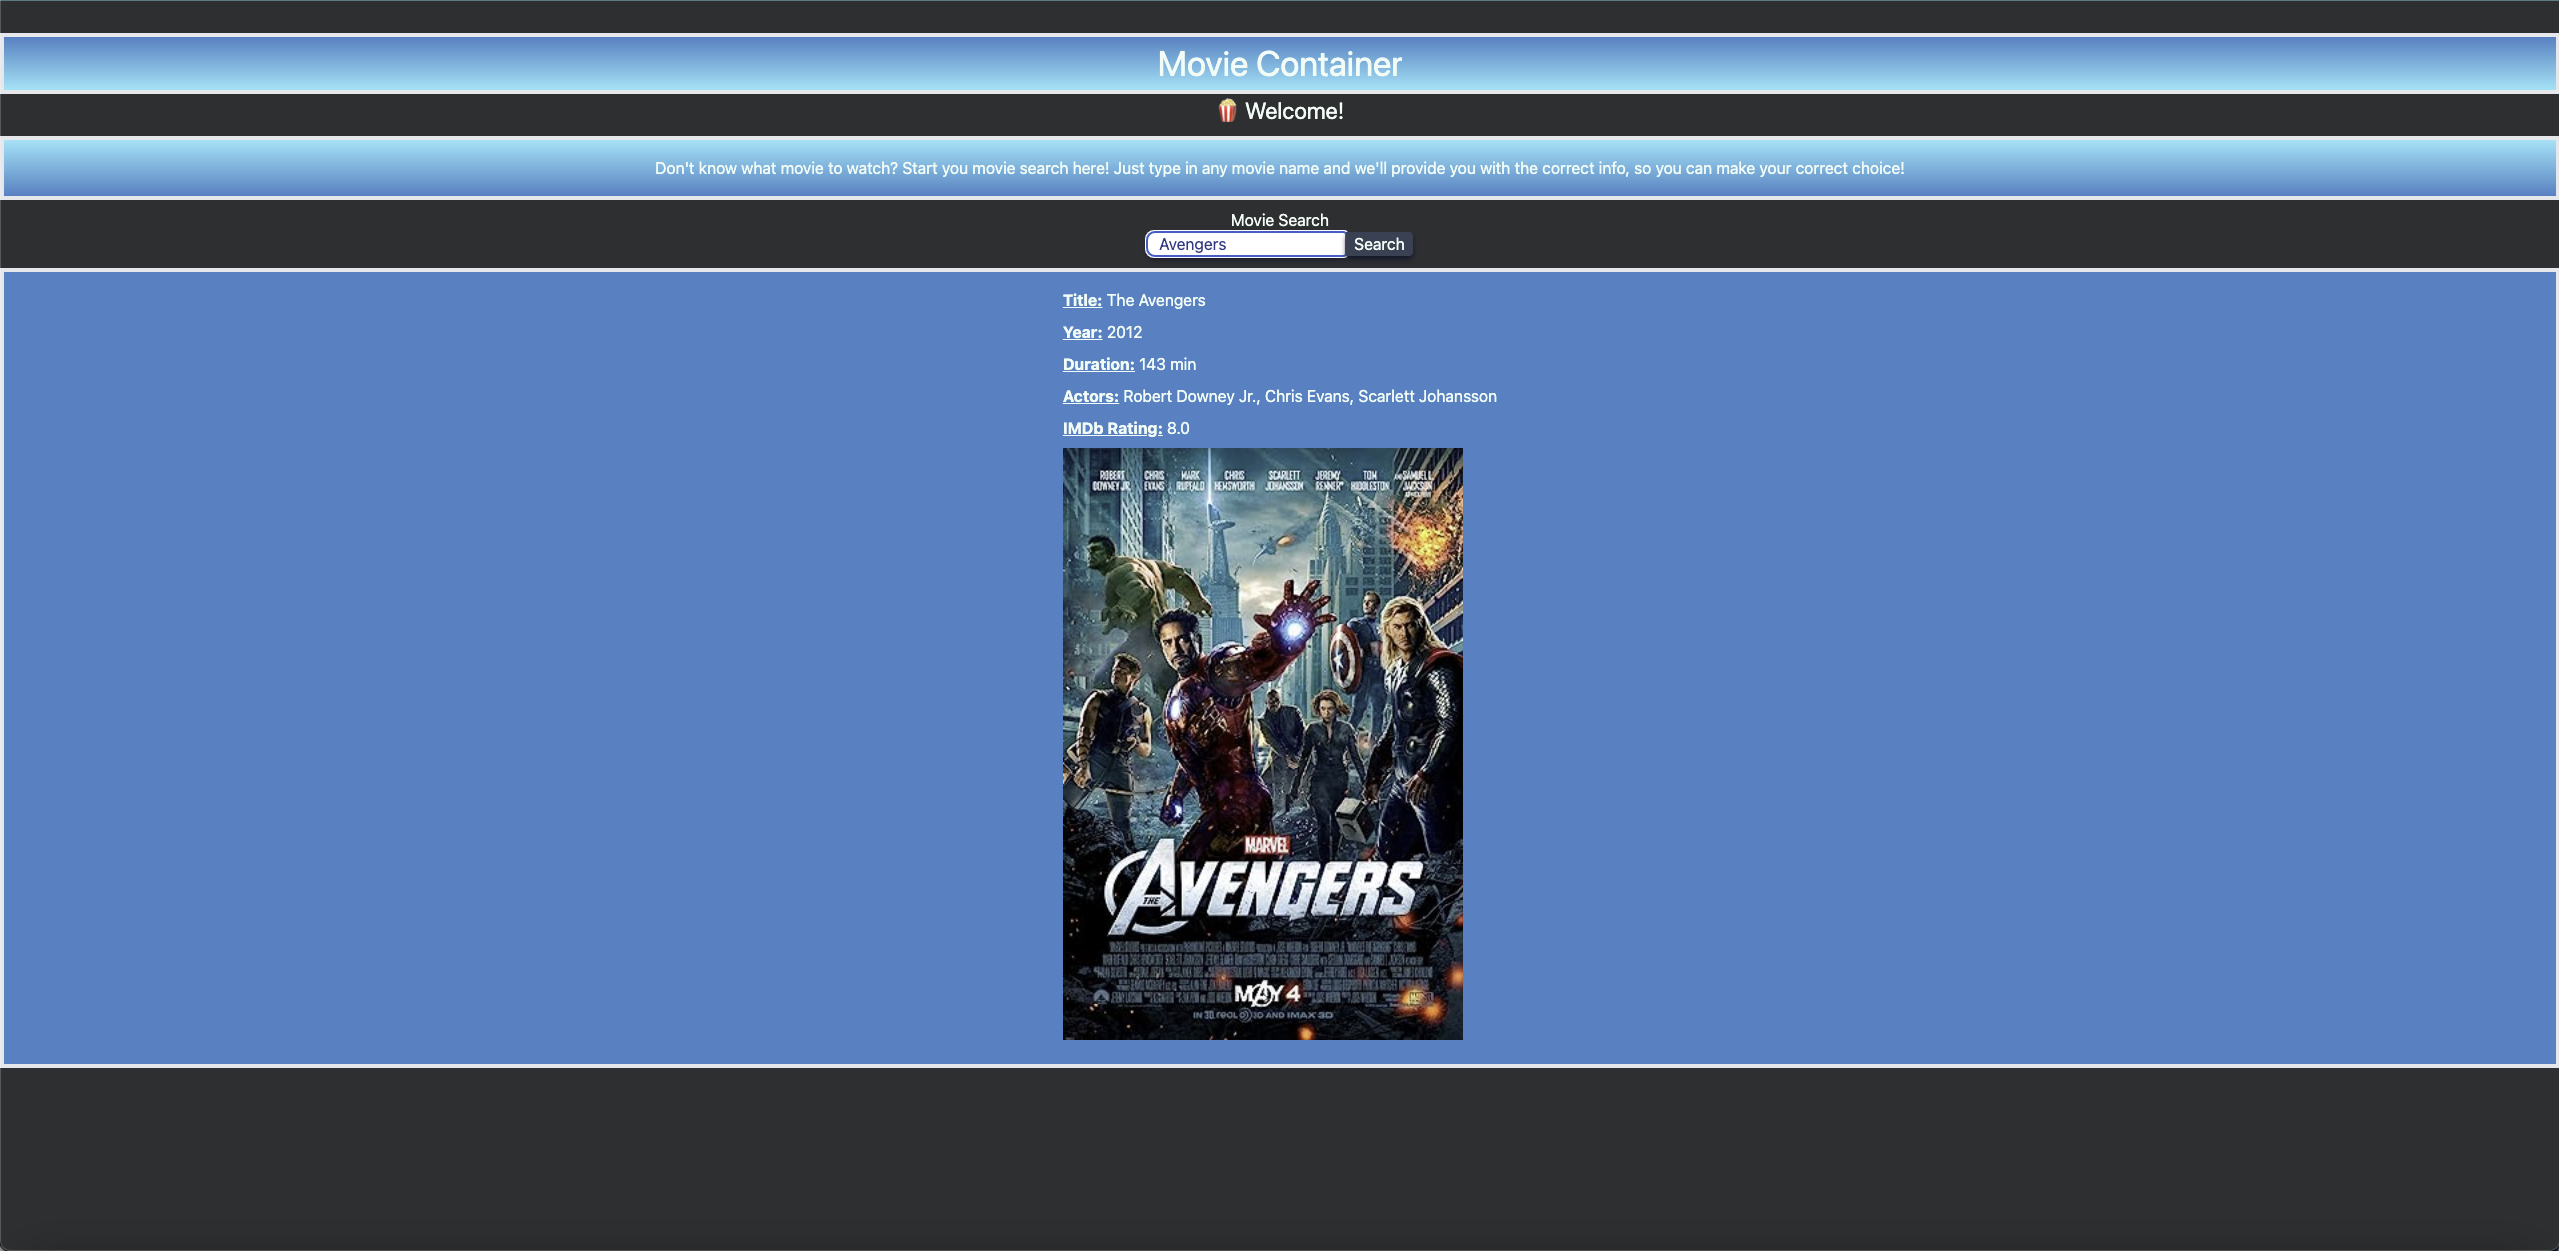 Movie Container
🍿 Welcome!
Don't know what movie to watch? Start you movie search here! Just type in any movie name and we'll provide you with the correct info, so you can make your correct choice!
Movie Search
Avengers Search
Title: The Avengers
Year: 2012
Duration: 143 min
Actors: Robert Downey Jr., Chris Evans, Scarlett Johansson
IMDb Rating: 8.0
ROBERT DOWNEY JR. CHRIS EVANS MARK RUFFALO CHRIS HEMSWORTH SCARLETT JOHANSSON JEREMY RENNER TOM HIDDLESTON AND SAMUEL L. JACKSON
MARVEL
THE AVENGERS
MAY 4
IN 3D, REAL D 3D AND IMAX 3D